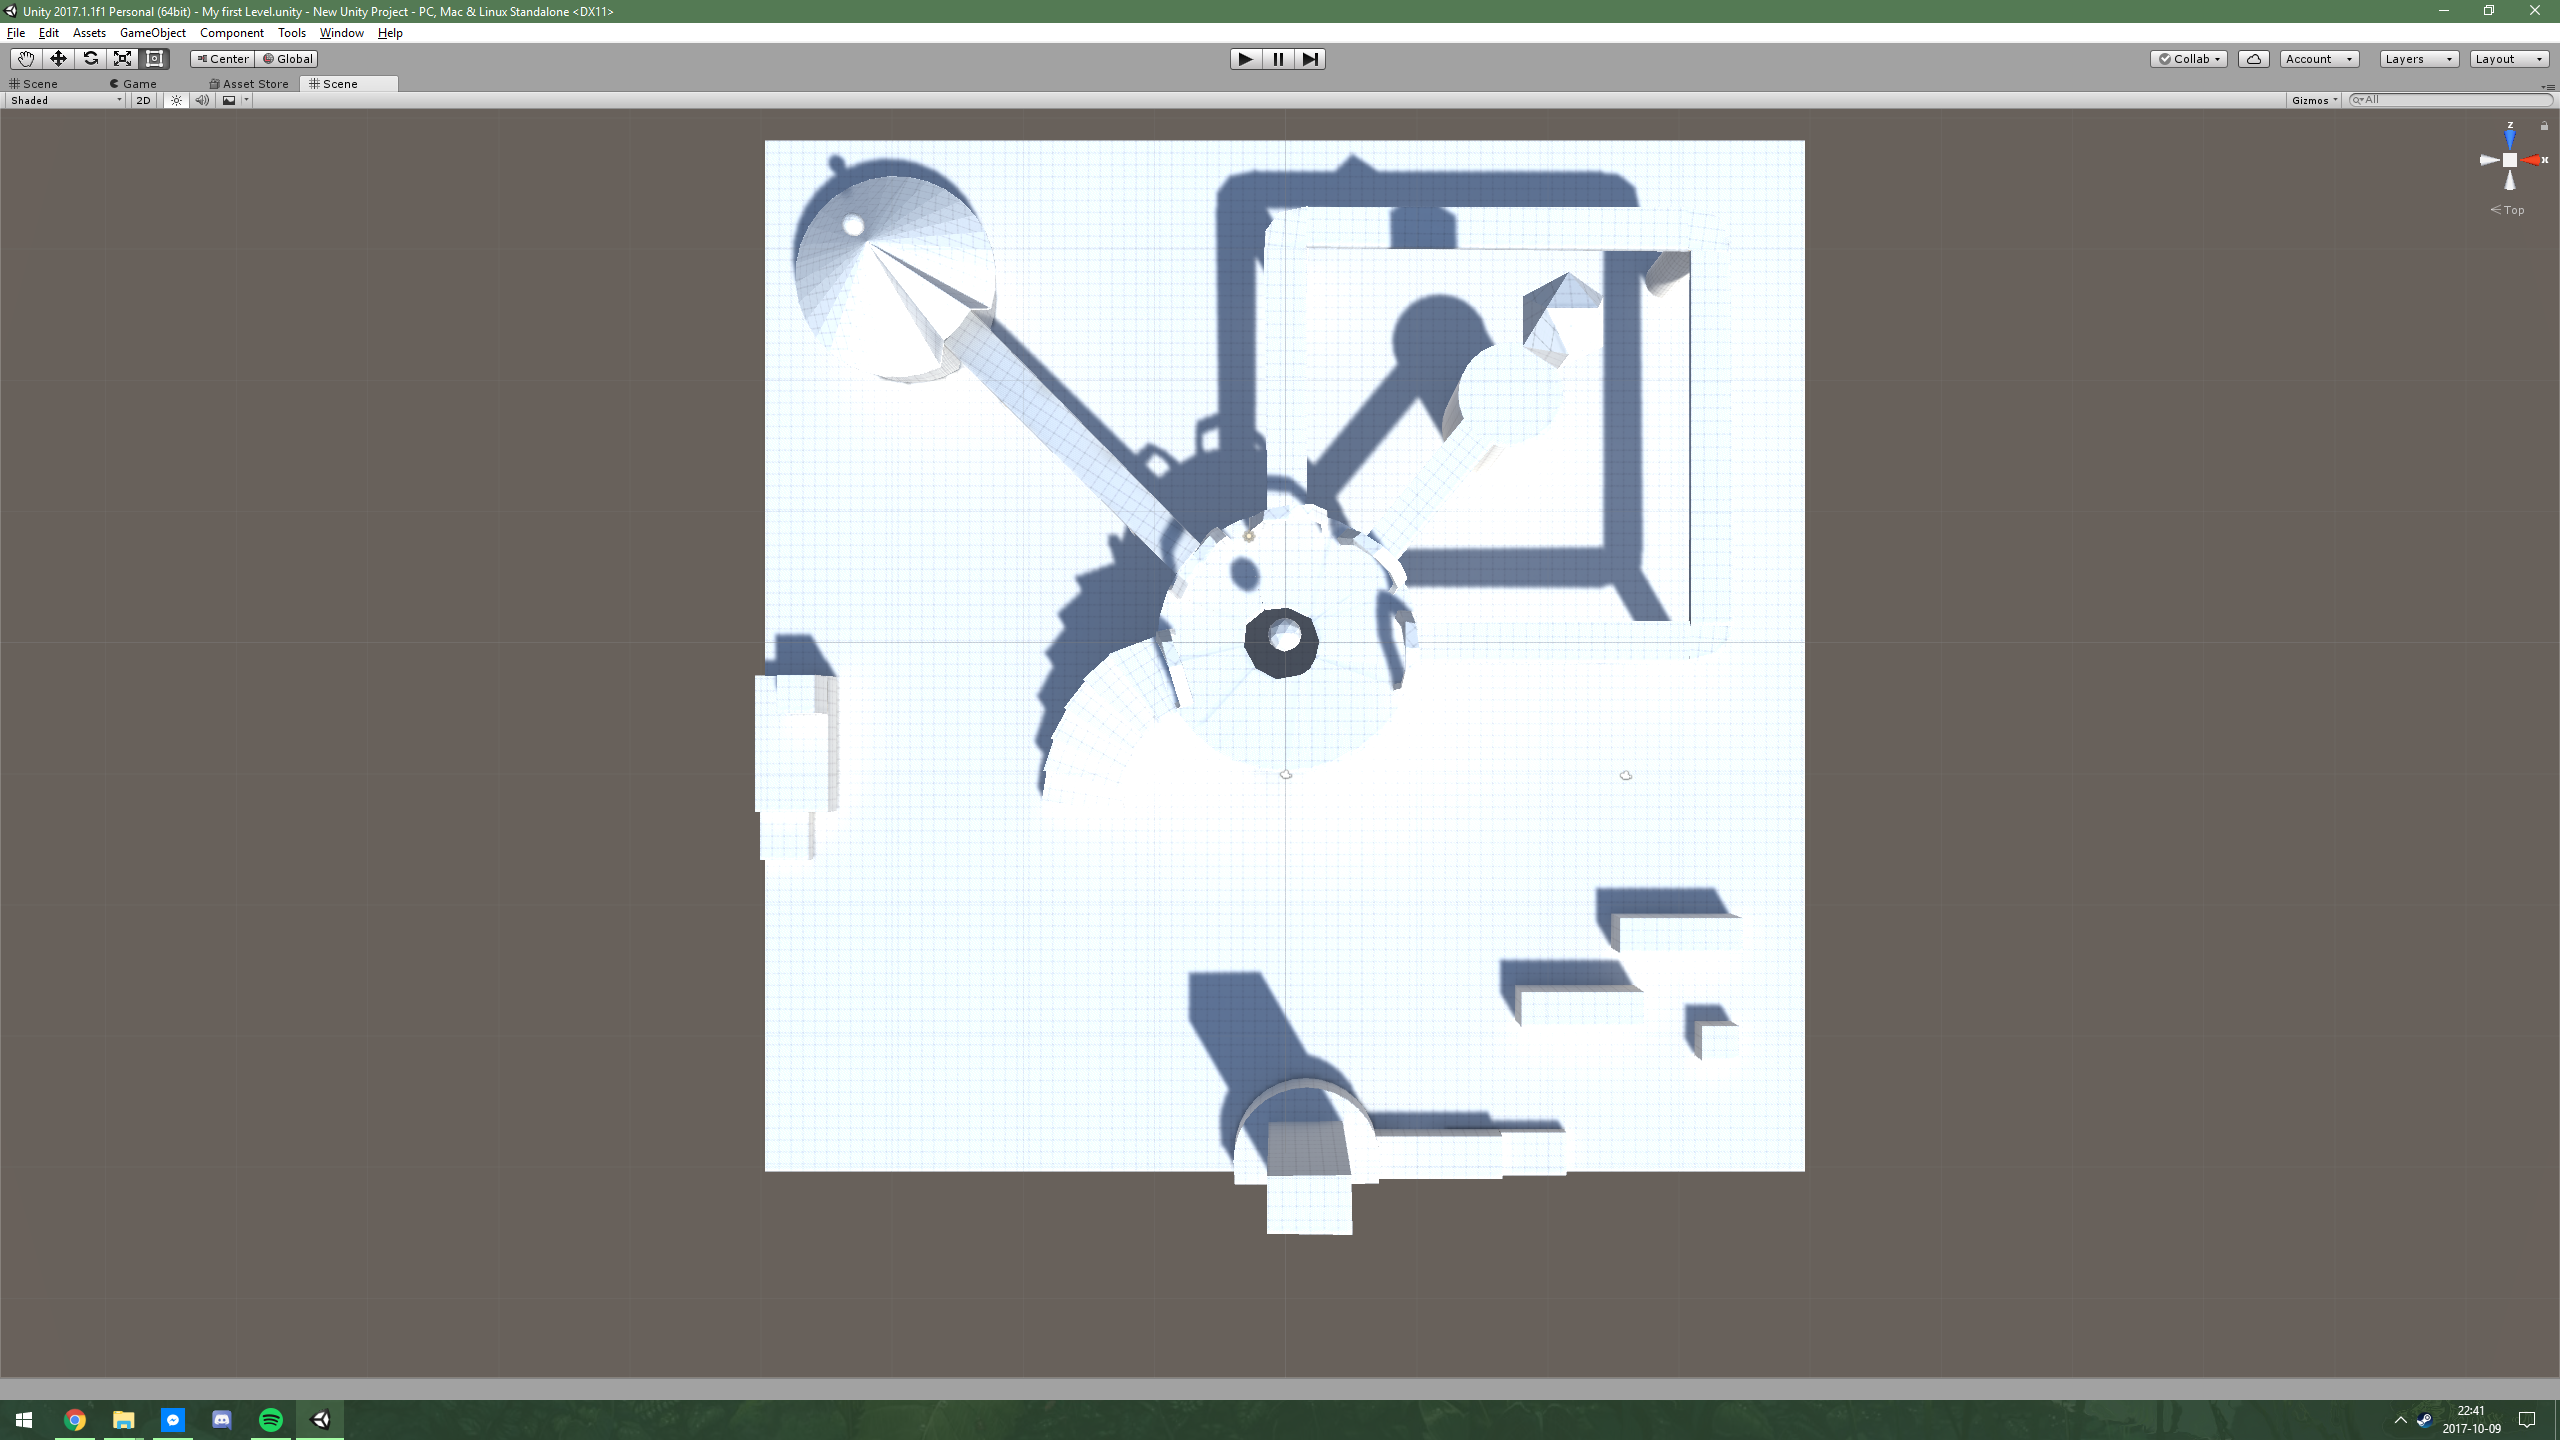 Unity 2017.1.1f1 Personal (64bit) - My first Level.unity - New Unity Project - PC, Mac & Linux Standalone <DX11>
File Edit Assets GameObject Component Tools Window Help
Center Global Collab Account Layers Layout
Scene Game Asset Store Scene
Shaded 2D Gizmos All
z
x
Top
22:41
2017-10-09